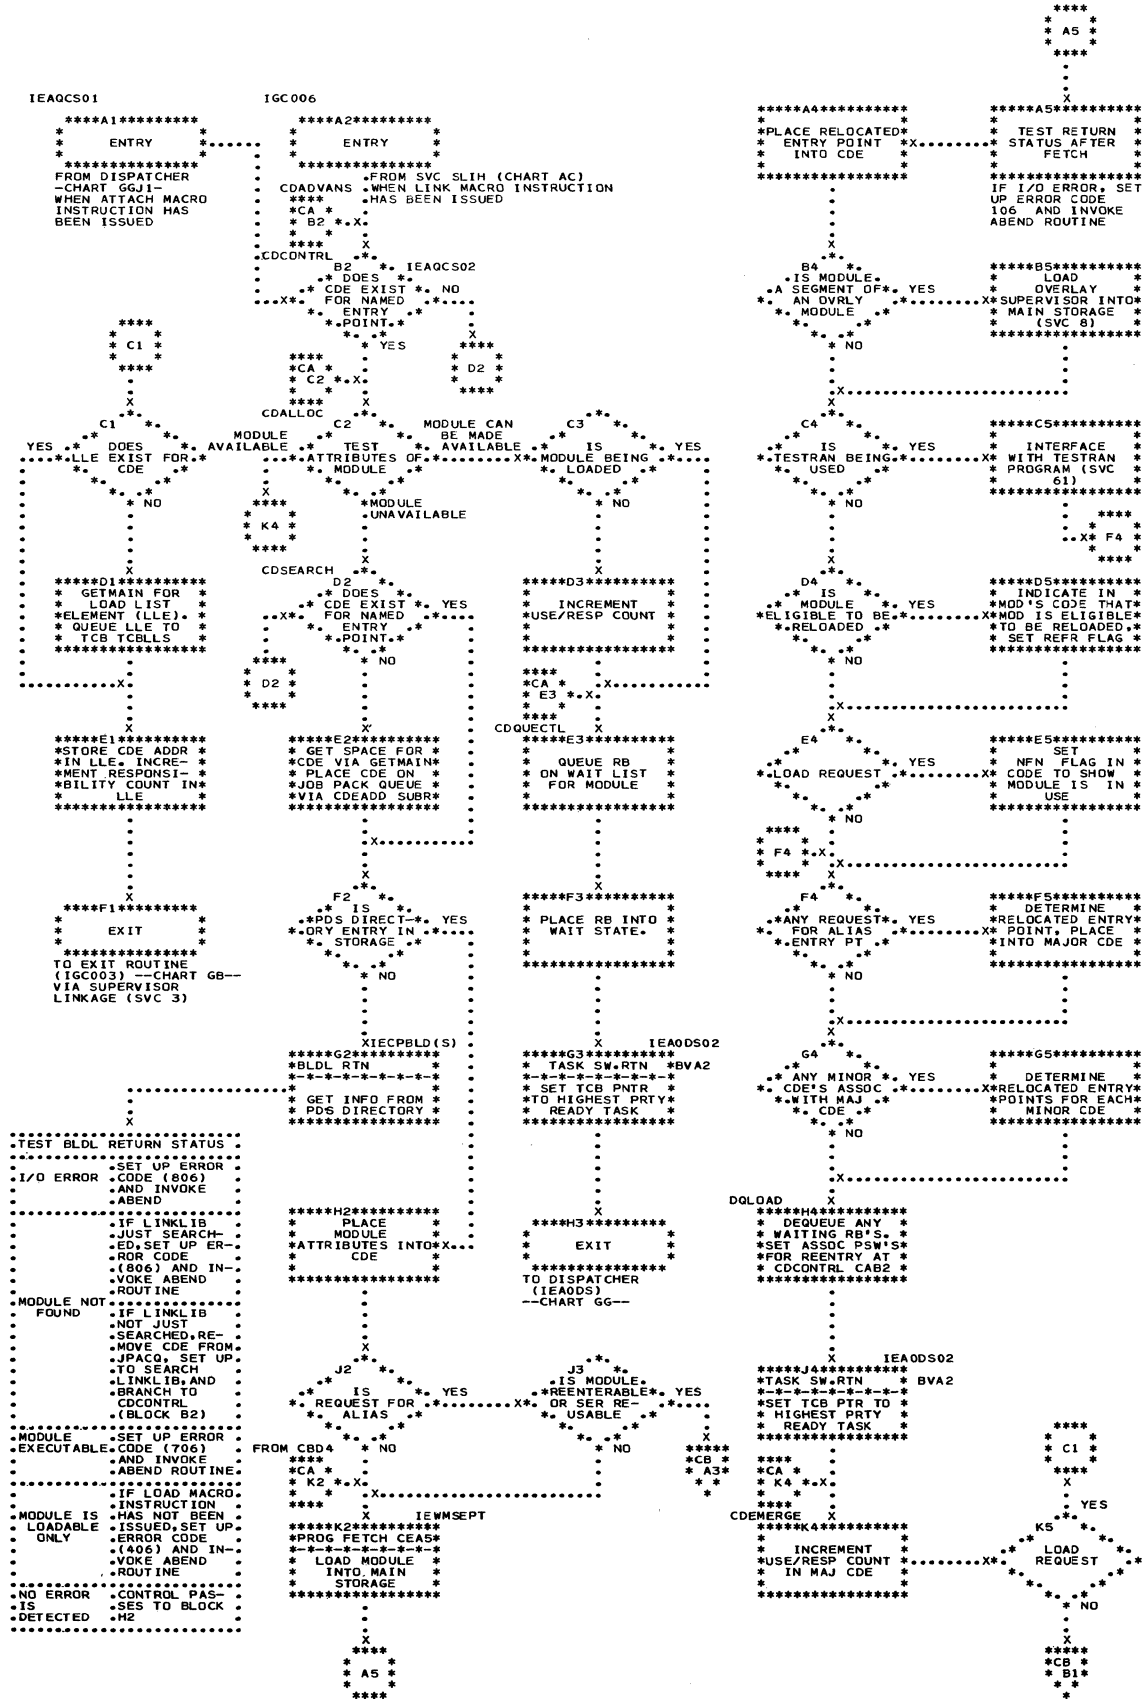 A5
IEAQCS01
IGC006
A1
ENTRY
FROM DISPATCHER
-CHART GGJ1-
WHEN ATTACH MACRO
INSTRUCTION HAS
BEEN ISSUED
A2
ENTRY
FROM SVC SLIH (CHART AC)
WHEN LINK MACRO INSTRUCTION
HAS BEEN ISSUED
CDADVANS
CA
B2
A4
PLACE RELOCATED
ENTRY POINT
INTO CDE
A5
TEST RETURN
STATUS AFTER
FETCH
IF I/O ERROR, SET
UP ERROR CODE
106 AND INVOKE
ABEND ROUTINE
CDCONTRL
B2
IEAQCS02
DOES
CDE EXIST
FOR NAMED
ENTRY
POINT.
NO
YES
D2
B4
IS MODULE
A SEGMENT OF
AN OVRLY
MODULE
YES
NO
B5
LOAD
OVERLAY
SUPERVISOR INTO
MAIN STORAGE
(SVC 8)
C1
CA
C2
CDALLOC
C1
DOES
LLE EXIST FOR
CDE
YES
NO
C2
TEST
ATTRIBUTES OF
MODULE
MODULE
AVAILABLE
MODULE CAN
BE MADE
AVAILABLE
MODULE
UNAVAILABLE
K4
C3
IS
MODULE BEING
LOADED
YES
NO
C4
IS
TESTRAN BEING
USED
YES
NO
C5
INTERFACE
WITH TESTRAN
PROGRAM (SVC
61)
F4
D1
GETMAIN FOR
LOAD LIST
ELEMENT (LLE).
QUEUE LLE TO
TCB TCBLLS
CDSEARCH
D2
DOES
CDE EXIST
FOR NAMED
ENTRY
POINT.
YES
NO
D2
D3
INCREMENT
USE/RESP COUNT
D4
IS
MODULE
ELIGIBLE TO BE
RELOADED
YES
NO
D5
INDICATE IN
MOD'S CODE THAT
MOD IS ELIGIBLE
TO BE RELOADED.
SET REFR FLAG
CA
E3
CDQUECTL
E1
STORE CDE ADDR
IN LLE. INCRE-
MENT RESPONSI-
BILITY COUNT IN
LLE
E2
GET SPACE FOR
CDE VIA GETMAIN
PLACE CDE ON
JOB PACK QUEUE
VIA CDEADD SUBR
E3
QUEUE RB
ON WAIT LIST
FOR MODULE
E4
LOAD REQUEST
YES
NO
E5
SET
NFN FLAG IN
CODE TO SHOW
MODULE IS IN
USE
F4
F1
EXIT
TO EXIT ROUTINE
(IGC003) --CHART GB--
VIA SUPERVISOR
LINKAGE (SVC 3)
F2
IS
PDS DIRECT-
ORY ENTRY IN
STORAGE
YES
NO
F3
PLACE RB INTO
WAIT STATE.
F4
ANY REQUEST
FOR ALIAS
ENTRY PT
YES
NO
F5
DETERMINE
RELOCATED ENTRY
POINT, PLACE
INTO MAJOR CDE
IECPBLD(S)
G2
BLDL RTN
GET INFO FROM
PDS DIRECTORY
IEAODS02
G3
TASK SW.RTN
BVA2
SET TCB PNTR
TO HIGHEST PRTY
READY TASK
G4
ANY MINOR
CDE'S ASSOC
WITH MAJ
CDE
YES
NO
G5
DETERMINE
RELOCATED ENTRY
POINTS FOR EACH
MINOR CDE
TEST BLDL RETURN STATUS
I/O ERROR
SET UP ERROR
CODE (806)
AND INVOKE
ABEND
MODULE NOT
FOUND
IF LINKLIB
JUST SEARCH-
ED,SET UP ER-
ROR CODE
(806) AND IN-
VOKE ABEND
ROUTINE
IF LINKLIB
NOT JUST
SEARCHED,RE-
MOVE CDE FROM
JPACQ, SET UP
TO SEARCH
LINKLIB,AND
BRANCH TO
CDCONTRL
(BLOCK B2)
MODULE
EXECUTABLE
SET UP ERROR
CODE (706)
AND INVOKE
ABEND ROUTINE
MODULE IS
LOADABLE
ONLY
IF LOAD MACRO
INSTRUCTION
HAS NOT BEEN
ISSUED,SET UP
ERROR CODE
(406) AND IN-
VOKE ABEND
ROUTINE
NO ERROR
IS
DETECTED
CONTROL PAS-
SES TO BLOCK
H2
H2
PLACE
MODULE
ATTRIBUTES INTO
CDE
H3
EXIT
TO DISPATCHER
(IEAODS)
--CHART GG--
DQLOAD
H4
DEQUEUE ANY
WAITING RB'S.
SET ASSOC PSW'S
FOR REENTRY AT
CDCONTRL CAB2
J2
IS
REQUEST FOR
ALIAS
YES
NO
J3
IS MODULE
REENTERABLE
OR SER RE-
USABLE
YES
NO
CB
A3
IEAODS02
J4
TASK SW.RTN
BVA2
SET TCB PTR TO
HIGHEST PRTY
READY TASK
C1
FROM CBD4
CA
K2
IEWMSEPT
K2
PROG FETCH CEA5
LOAD MODULE
INTO MAIN
STORAGE
A5
CA
K4
CDEMERGE
K4
INCREMENT
USE/RESP COUNT
IN MAJ CDE
K5
LOAD
REQUEST
YES
NO
CB
B1